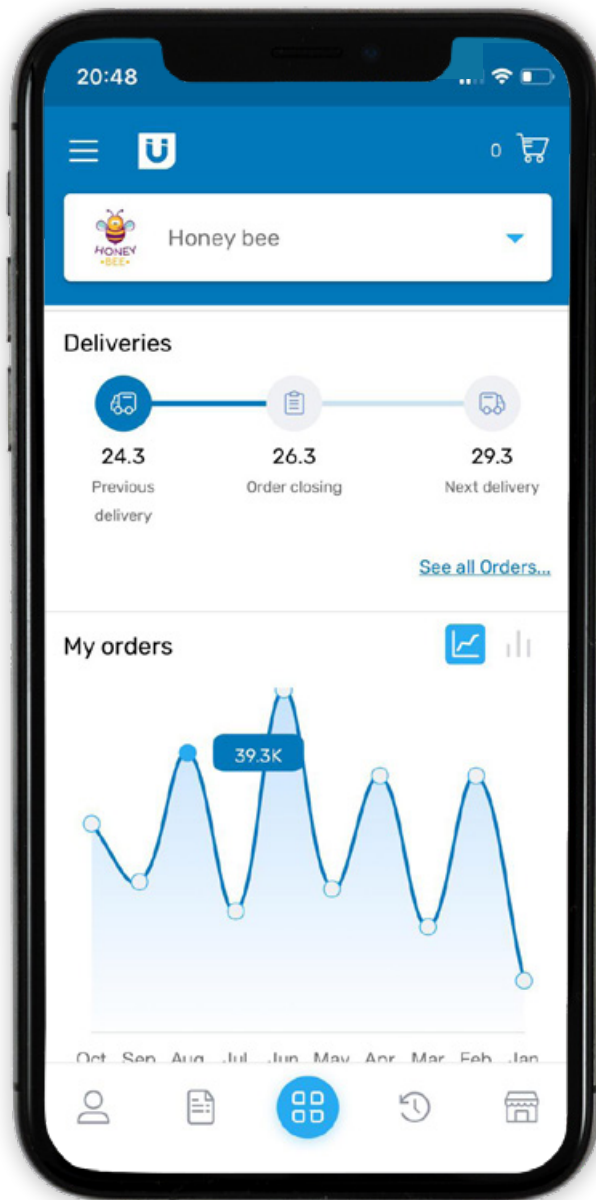 20:48
U
0
HONEY
•BEE•
Honey bee
Deliveries
24.3
26.3
29.3
Previous
delivery
Order closing
Next delivery
See all Orders...
My orders
39.3K
Oct Sep Aug Jul Jun May Apr Mar Feb Jan